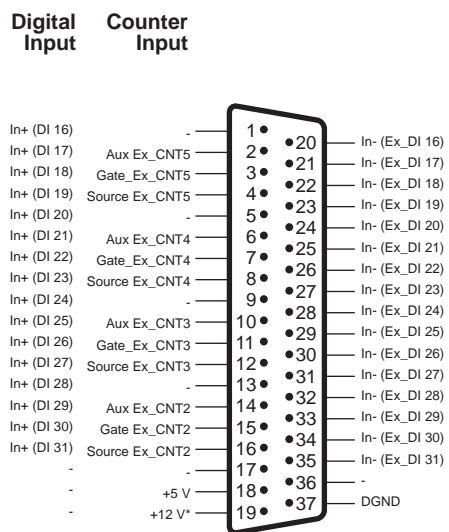 Digital Input Counter Input
In+ (DI 16) - 1 20 In- (Ex_DI 16)
In+ (DI 17) Aux Ex_CNT5 2 21 In- (Ex_DI 17)
In+ (DI 18) Gate_Ex_CNT5 3 22 In- (Ex_DI 18)
In+ (DI 19) Source Ex_CNT5 4 23 In- (Ex_DI 19)
In+ (DI 20) - 5 24 In- (Ex_DI 20)
In+ (DI 21) Aux Ex_CNT4 6 25 In- (Ex_DI 21)
In+ (DI 22) Gate_Ex_CNT4 7 26 In- (Ex_DI 22)
In+ (DI 23) Source Ex_CNT4 8 27 In- (Ex_DI 23)
In+ (DI 24) - 9 28 In- (Ex_DI 24)
In+ (DI 25) Aux Ex_CNT3 10 29 In- (Ex_DI 25)
In+ (DI 26) Gate_Ex_CNT3 11 30 In- (Ex_DI 26)
In+ (DI 27) Source Ex_CNT3 12 31 In- (Ex_DI 27)
In+ (DI 28) - 13 32 In- (Ex_DI 28)
In+ (DI 29) Aux Ex_CNT2 14 33 In- (Ex_DI 29)
In+ (DI 30) Gate Ex_CNT2 15 34 In- (Ex_DI 30)
In+ (DI 31) Source Ex_CNT2 16 35 In- (Ex_DI 31)
- - 17 36 -
- +5 V 18 37 DGND
- +12 V* 19